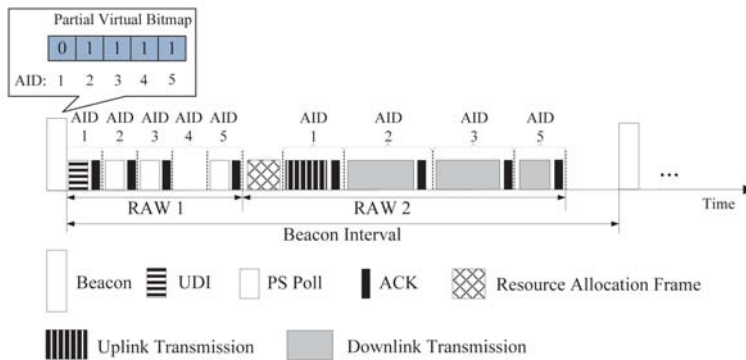 Partial Virtual Bitmap
0 1 1 1 1
AID: 1 2 3 4 5
AID AID AID AID AID AID AID AID AID
1 2 3 4 5 1 2 3 5
...
RAW 1 RAW 2 Time
Beacon Interval
Beacon UDI PS Poll ACK Resource Allocation Frame
Uplink Transmission Downlink Transmission